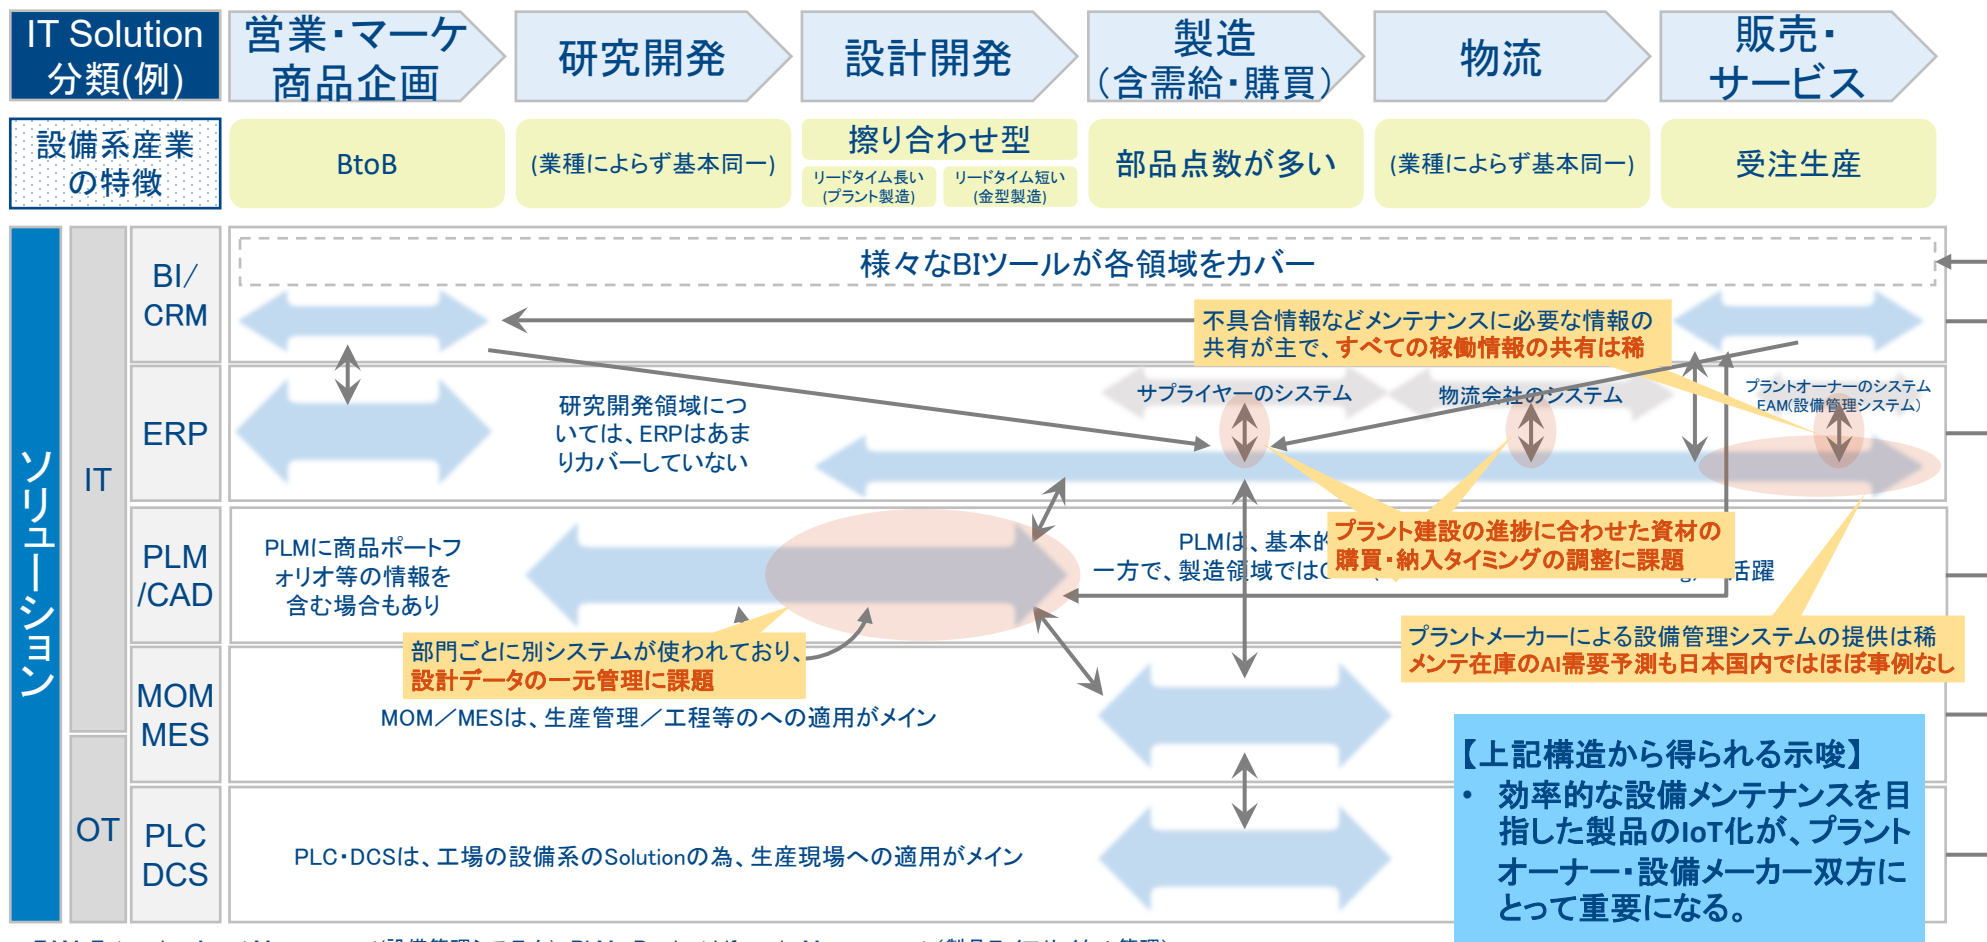 IT Solution
分類(例)
営業・マーケ
商品企画
研究開発
設計開発
製造
（含需給・購買）
物流
販売・
サービス
設備系産業
の特徴
BtoB
(業種によらず基本同一)
擦り合わせ型
リードタイム長い
(プラント製造)
リードタイム短い
(金型製造)
部品点数が多い
(業種によらず基本同一)
受注生産
ソリューション
IT
OT
BI/
CRM
様々なBIツールが各領域をカバー
不具合情報などメンテナンスに必要な情報の
共有が主で、すべての稼働情報の共有は稀
ERP
研究開発領域につ
いては、ERPはあま
りカバーしていない
サプライヤーのシステム
物流会社のシステム
プラントオーナーのシステム
EAM(設備管理システム)
PLM
/CAD
PLMに商品ポートフ
ォリオ等の情報を
含む場合もあり
PLMは、基本的
一方で、製造領域ではC
活躍
プラント建設の進捗に合わせた資材の
購買・納入タイミングの調整に課題
部門ごとに別システムが使われており、
設計データの一元管理に課題
プラントメーカーによる設備管理システムの提供は稀
メンテ在庫のAI需要予測も日本国内ではほぼ事例なし
MOM
MES
MOM／MESは、生産管理／工程等のへの適用がメイン
PLC
DCS
PLC・DCSは、工場の設備系のSolutionの為、生産現場への適用がメイン
【上記構造から得られる示唆】
• 効率的な設備メンテナンスを目
指した製品のIoT化が、プラント
オーナー・設備メーカー双方に
とって重要になる。